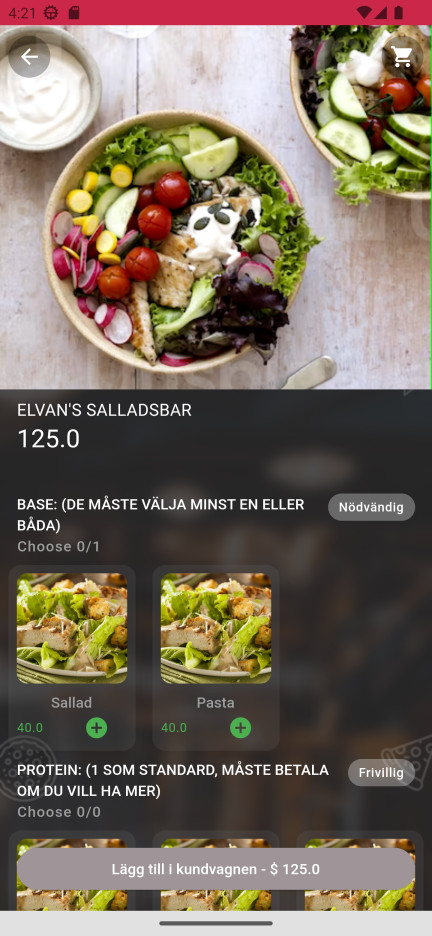 4:21
ELVAN'S SALLADSBAR
125.0
BASE: (DE MÅSTE VÄLJA MINST EN ELLER
BÅDA)
Nödvändig
Choose 0/1
Sallad
Pasta
40.0
40.0
PROTEIN: (1 SOM STANDARD, MÅSTE BETALA
OM DU VILL HA MER)
Frivillig
Choose 0/0
Lägg till i kundvagnen - $ 125.0